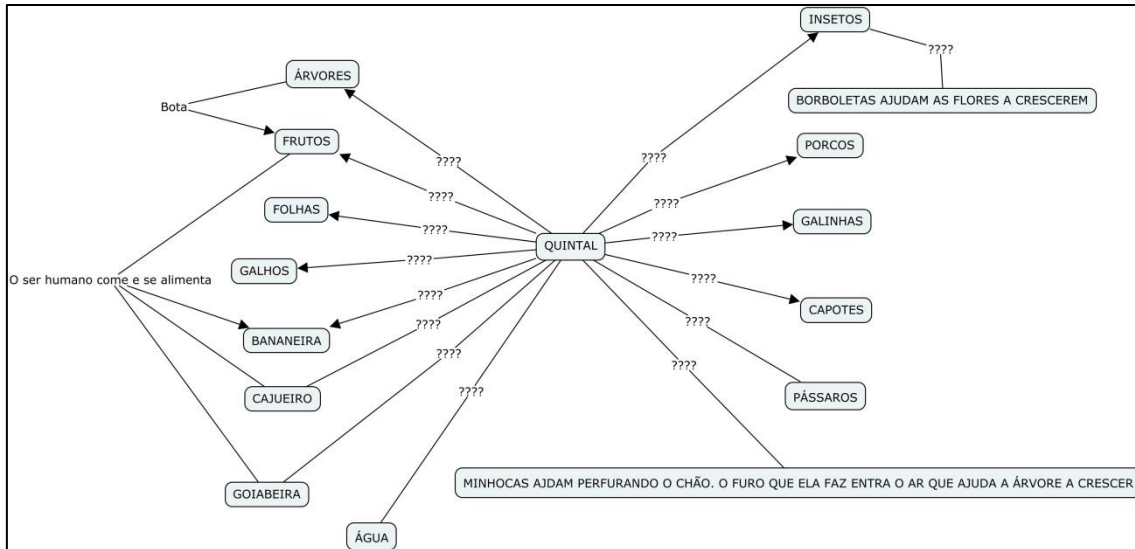 INSETOS
????
ÁRVORES
BORBOLETAS AJUDAM AS FLORES A CRESCEREM
Bota
FRUTOS
PORCOS
????
????
????
????
FOLHAS
GALINHAS
????
????
QUINTAL
????
GALHOS
O ser humano come e se alimenta
????
????
CAPOTES
????
????
BANANEIRA
????
????
CAJUEIRO
????
PÁSSAROS
MINHOCAS AJDAM PERFURANDO O CHÃO. O FURO QUE ELA FAZ ENTRA O AR QUE AJUDA A ÁRVORE A CRESCER
GOIABEIRA
ÁGUA